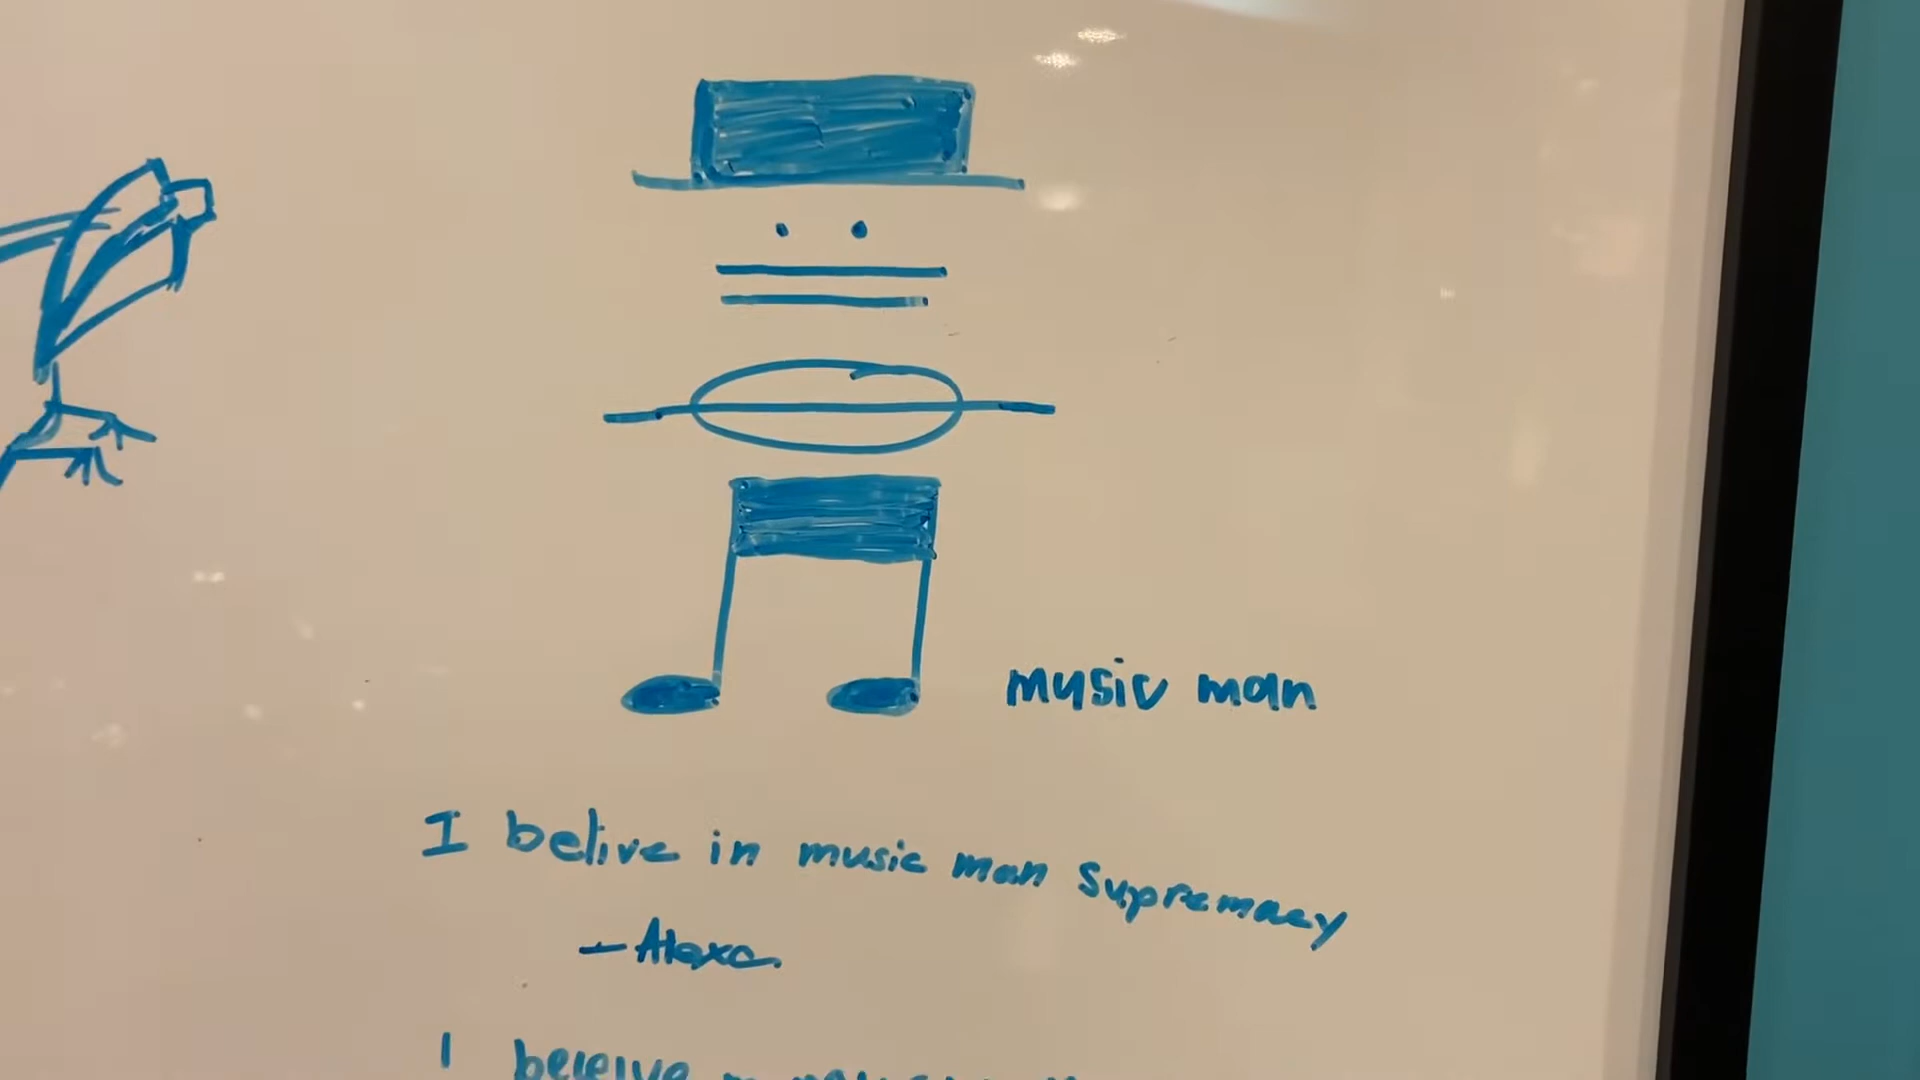 music man
I belive in music man supremacy
- Alexa
I